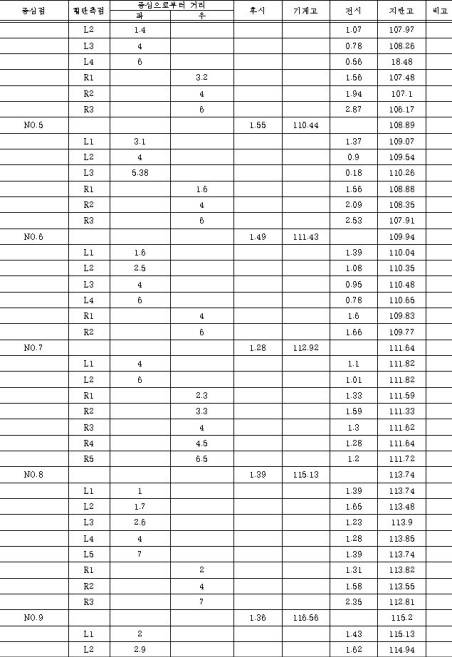 중심점 횡단측점 중심으로부터 거리 후시 기계고 전시 지반고 비고
좌 우
L2 1.4 1.07 107.97
L3 4 0.78 108.26
L4 6 0.56 18.48
R1 3.2 1.56 107.48
R2 4 1.94 107.1
R3 6 2.87 106.17
NO.5 1.55 110.44 108.89
L1 3.1 1.37 109.07
L2 4 0.9 109.54
L3 5.38 0.18 110.26
R1 1.6 1.56 108.88
R2 4 2.09 108.35
R3 6 2.53 107.91
NO.6 1.49 111.43 109.94
L1 1.6 1.39 110.04
L2 2.5 1.08 110.35
L3 4 0.95 110.48
L4 6 0.78 110.65
R1 4 1.6 109.83
R2 6 1.66 109.77
NO.7 1.28 112.92 111.64
L1 4 1.1 111.82
L2 6 1.01 111.82
R1 2.3 1.33 111.59
R2 3.3 1.59 111.33
R3 4 1.3 111.62
R4 4.5 1.28 111.64
R5 6.5 1.2 111.72
NO.8 1.39 115.13 113.74
L1 1 1.39 113.74
L2 1.7 1.65 113.48
L3 2.6 1.23 113.9
L4 4 1.28 113.85
L5 7 1.39 113.74
R1 2 1.31 113.82
R2 4 1.58 113.55
R3 7 2.35 112.81
NO.9 1.36 116.56 115.2
L1 2 1.43 115.13
L2 2.9 1.62 114.94